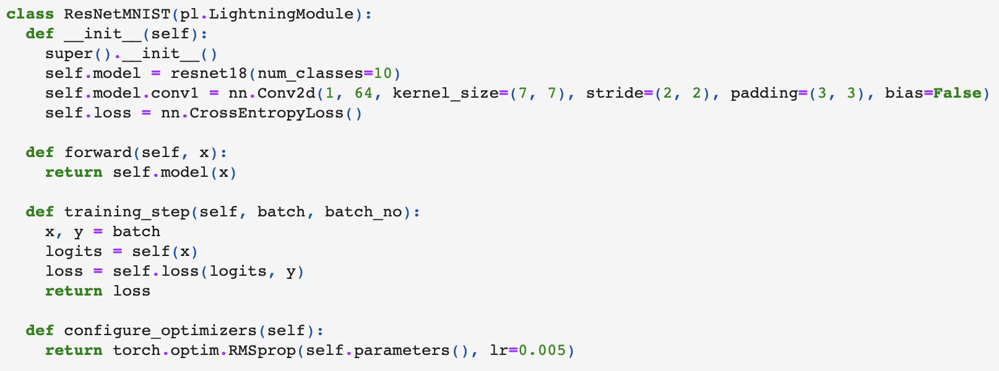 class ResNetMNIST(pl.LightningModule):
  def __init__(self):
    super().__init__()
    self.model = resnet18(num_classes=10)
    self.model.conv1 = nn.Conv2d(1, 64, kernel_size=(7, 7), stride=(2, 2), padding=(3, 3), bias=False)
    self.loss = nn.CrossEntropyLoss()

  def forward(self, x):
    return self.model(x)

  def training_step(self, batch, batch_no):
    x, y = batch
    logits = self(x)
    loss = self.loss(logits, y)
    return loss

  def configure_optimizers(self):
    return torch.optim.RMSprop(self.parameters(), lr=0.005)